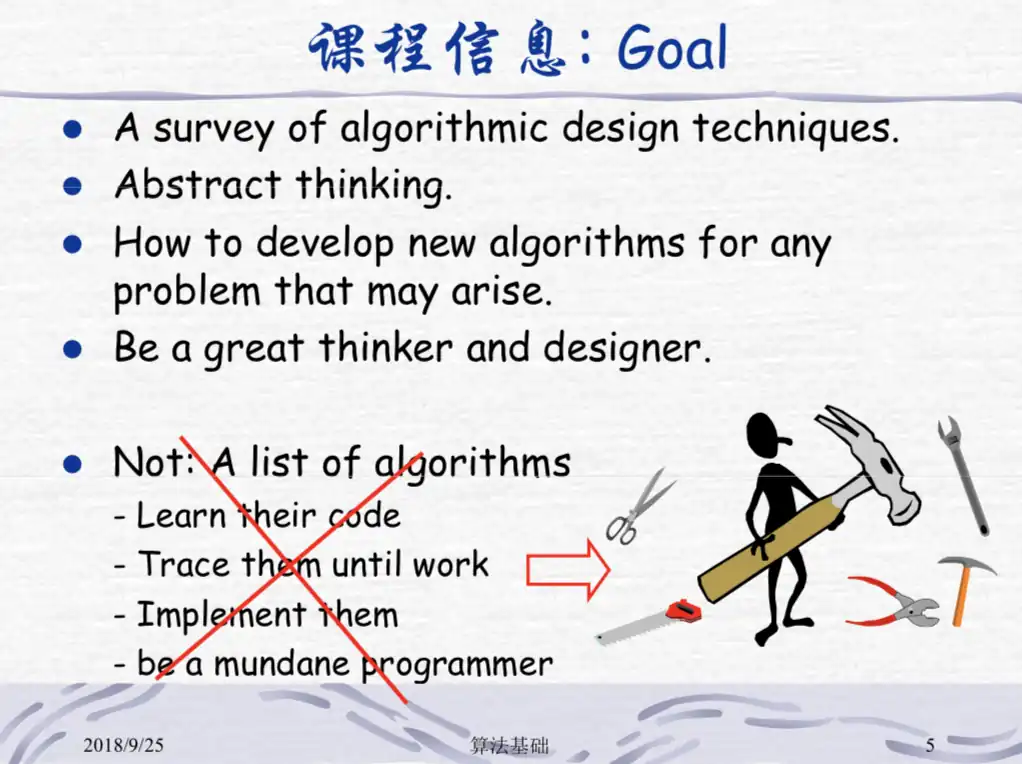 课程信息: Goal
A survey of algorithmic design techniques.
Abstract thinking.
How to develop new algorithms for any
problem that may arise.
Be a great thinker and designer.
Not: A list of algorithms
- Learn their code
- Trace them until work
- Implement them
- be a mundane programmer
2018/9/25
算法基础
5